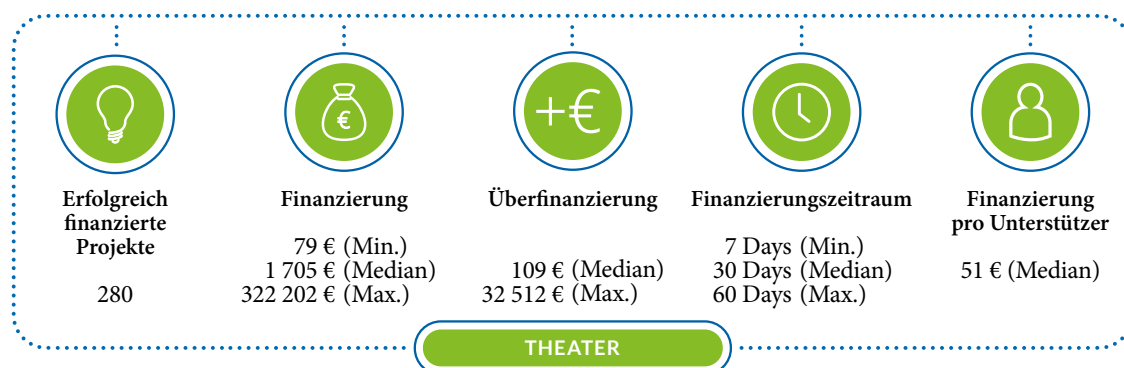 €
+€
Erfolgreich
finanzierte
Projekte
280
Finanzierung
79 € (Min.)
1 705 € (Median)
322 202 € (Max.)
Überfinanzierung
109 € (Median)
32 512 € (Max.)
Finanzierungszeitraum
7 Days (Min.)
30 Days (Median)
60 Days (Max.)
Finanzierung
pro Unterstützer
51 € (Median)
THEATER